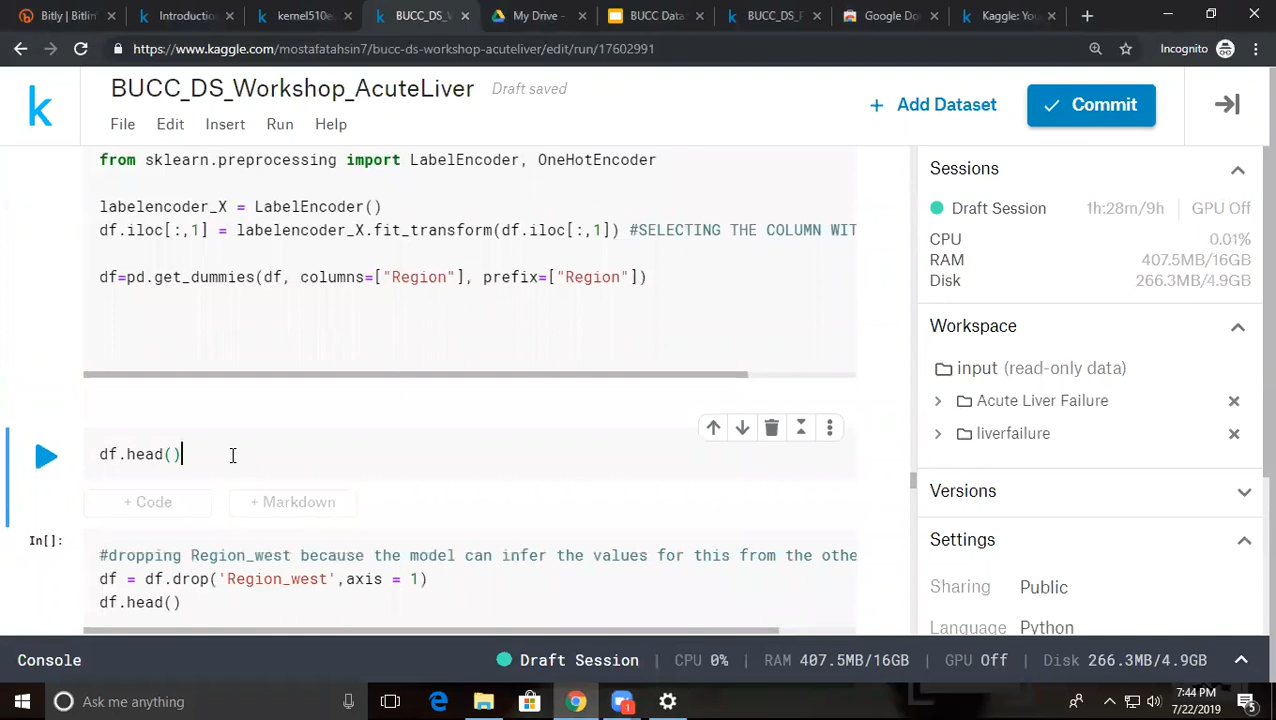 Bitly | Bitlin
Introductio
kernel510e
BUCC_DS_W
My Drive -
BUCC Data
BUCC_DS_F
Google Do
Kaggle: You
https://www.kaggle.com/mostafatahsin7/bucc-ds-workshop-acuteliver/edit/run/17602991
Incognito
k
BUCC_DS_Workshop_AcuteLiver
Draft saved
File Edit Insert Run Help
+ Add Dataset
Commit
from sklearn.preprocessing import LabelEncoder, OneHotEncoder
labelencoder_X = LabelEncoder()
df.iloc[:,1] = labelencoder_X.fit_transform(df.iloc[:,1]) #SELECTING THE COLUMN WIT
df=pd.get_dummies(df, columns=["Region"], prefix=["Region"])
df.head()
+ Code
+ Markdown
In[]:
#dropping Region_west because the model can infer the values for this from the othe
df = df.drop('Region_west',axis = 1)
df.head()
Sessions
Draft Session 1h:28m/9h GPU Off
CPU 0.01%
RAM 407.5MB/16GB
Disk 266.3MB/4.9GB
Workspace
input (read-only data)
Acute Liver Failure
liverfailure
Versions
Settings
Sharing Public
Language Python
Console
Draft Session | CPU 0% | RAM 407.5MB/16GB | GPU Off | Disk 266.3MB/4.9GB
Ask me anything
1
7:44 PM
7/22/2019
5